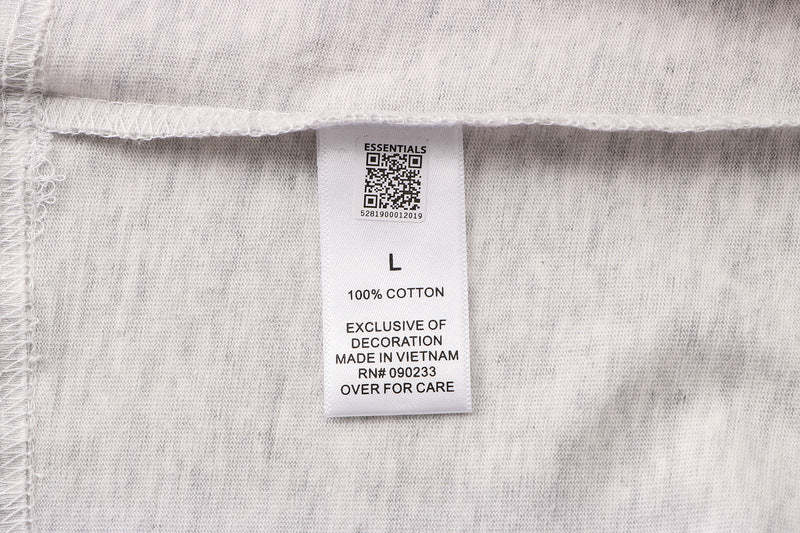 ESSENTIALS
5281900012019
L
100% COTTON
EXCLUSIVE OF
DECORATION
MADE IN VIETNAM
RN# 090233
OVER FOR CARE